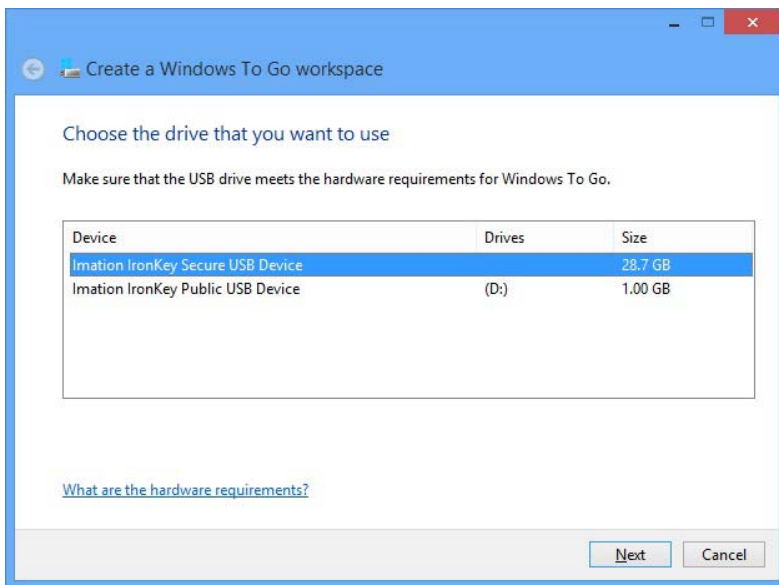 Create a Windows To Go workspace
Choose the drive that you want to use
Make sure that the USB drive meets the hardware requirements for Windows To Go.
Device Drives Size
Imation IronKey Secure USB Device 28.7 GB
Imation IronKey Public USB Device (D:) 1.00 GB
What are the hardware requirements?
Next Cancel